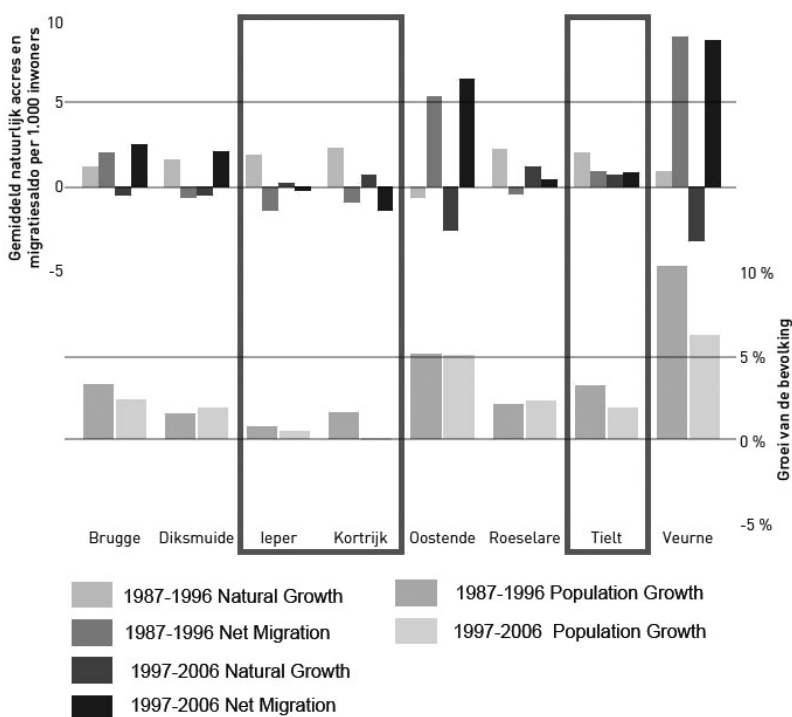 Gemiddeld natuurlijk accres en
migratiesaldo per 1.000 inwoners
10
5
0
-5
10 %
5 %
0 %
-5 %
Groei van de bevolking
Brugge Diksmuide Ieper Kortrijk Oostende Roeselare Tielt Veurne
1987-1996 Natural Growth
1987-1996 Net Migration
1997-2006 Natural Growth
1997-2006 Net Migration
1987-1996 Population Growth
1997-2006 Population Growth